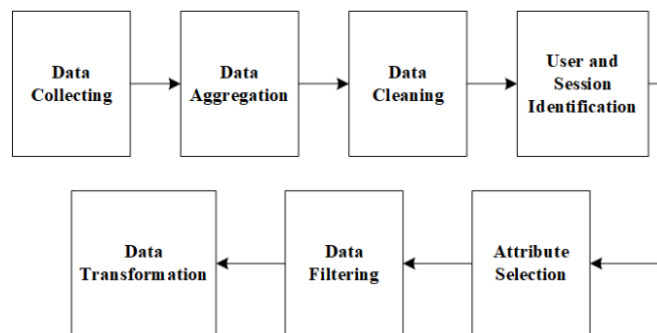 Data
Collecting
Data
Aggregation
Data
Cleaning
User and
Session
Identification
Attribute
Selection
Data
Filtering
Data
Transformation